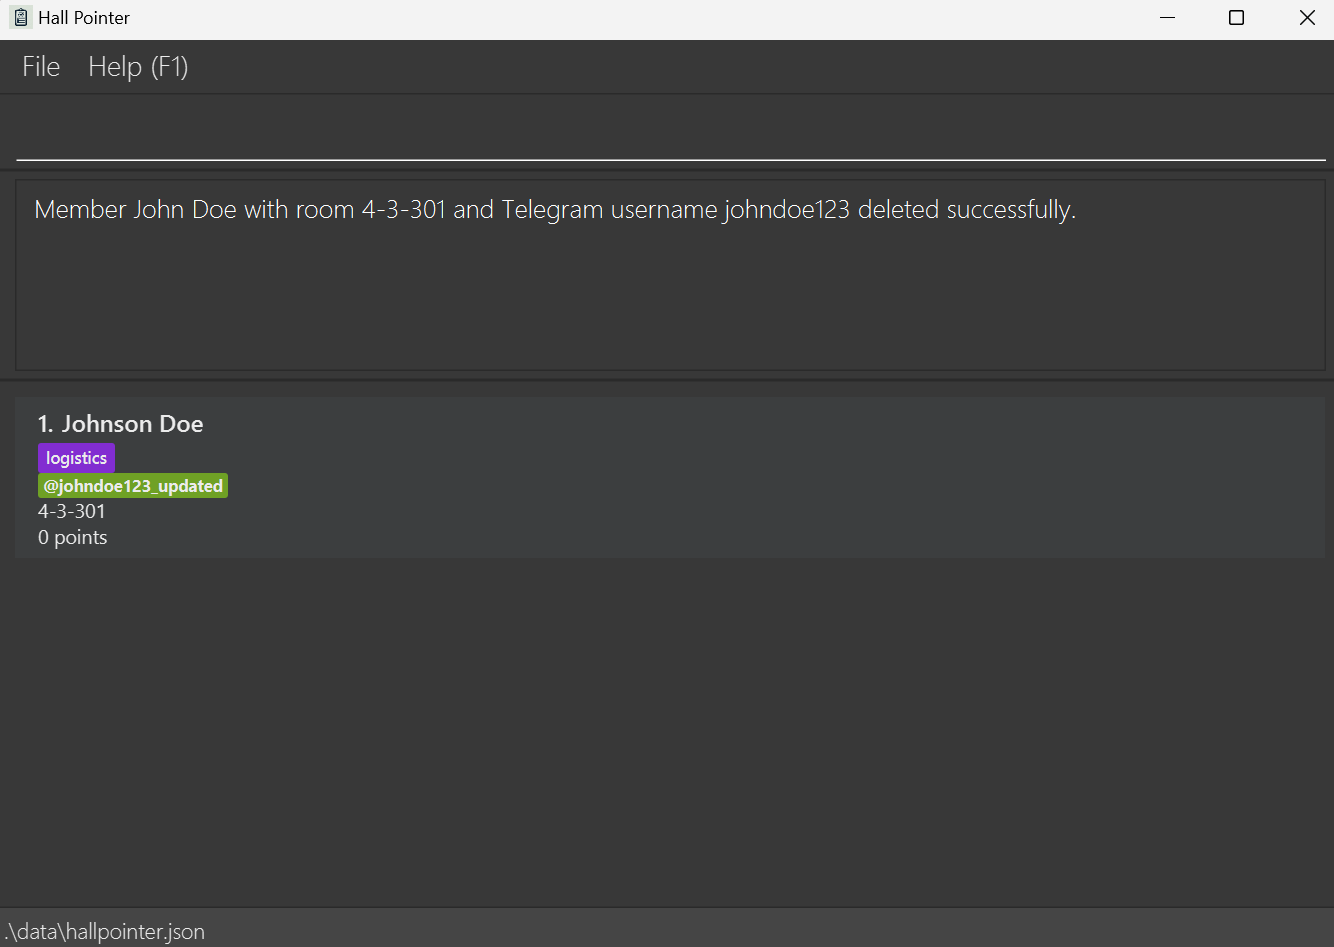 Hall Pointer
File Help (F1)
Member John Doe with room 4-3-301 and Telegram username johndoe123 deleted successfully.
1. Johnson Doe
logistics
@johndoe123_updated
4-3-301
0 points
.\data\hallpointer.json